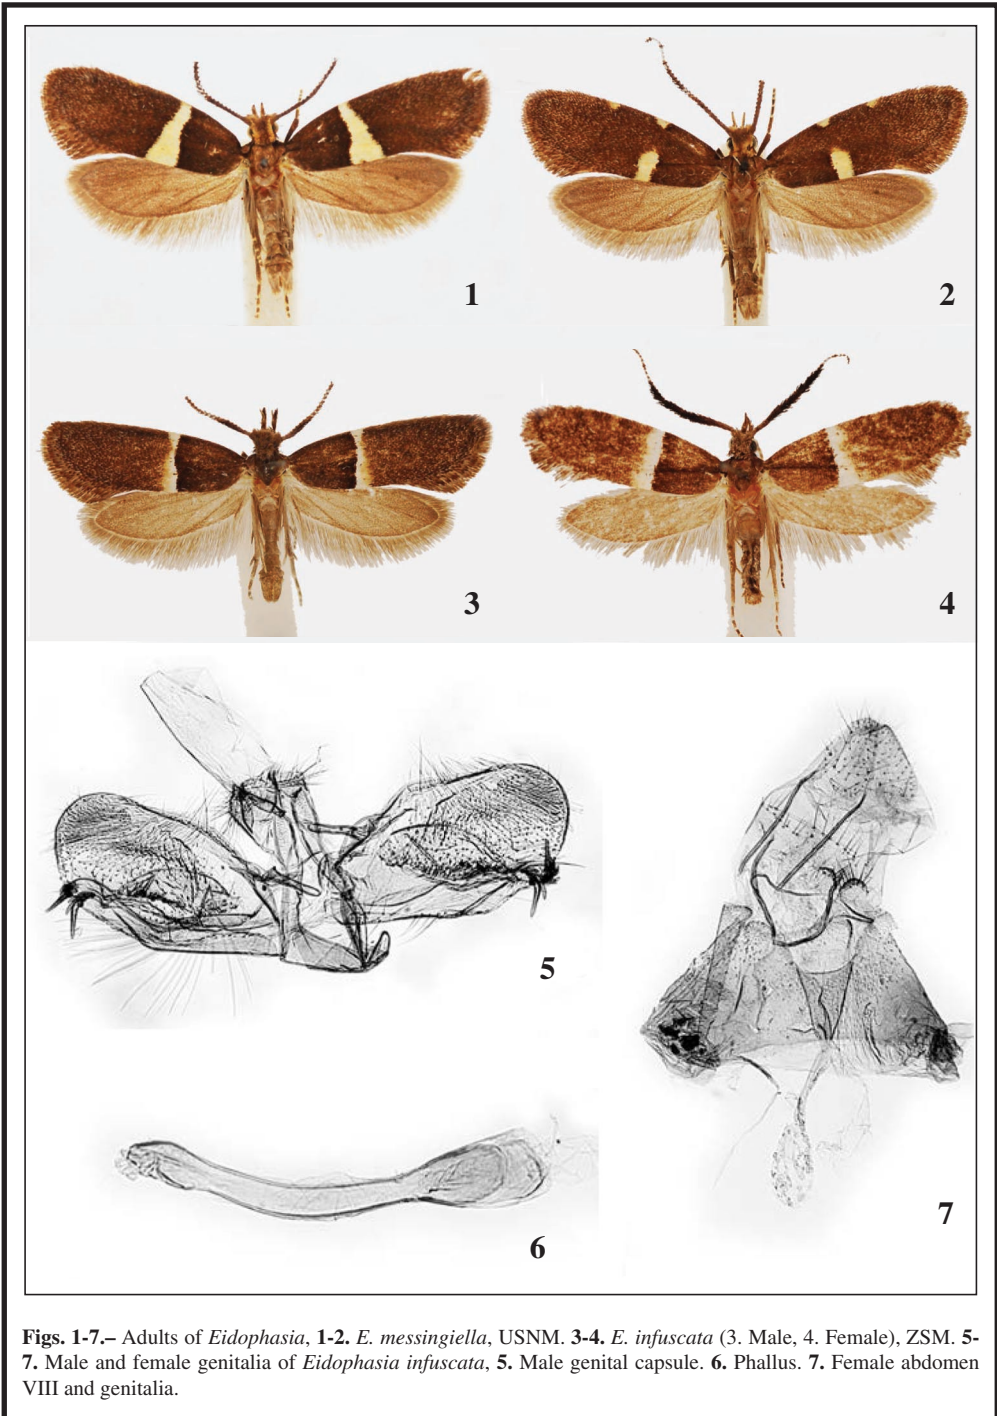 1
2
3
4
5
6
7
Figs. 1-7.– Adults of Eidophasia, 1-2. E. messingiella, USNM. 3-4. E. infuscata (3. Male, 4. Female), ZSM. 5-
7. Male and female genitalia of Eidophasia infuscata, 5. Male genital capsule. 6. Phallus. 7. Female abdomen
VIII and genitalia.